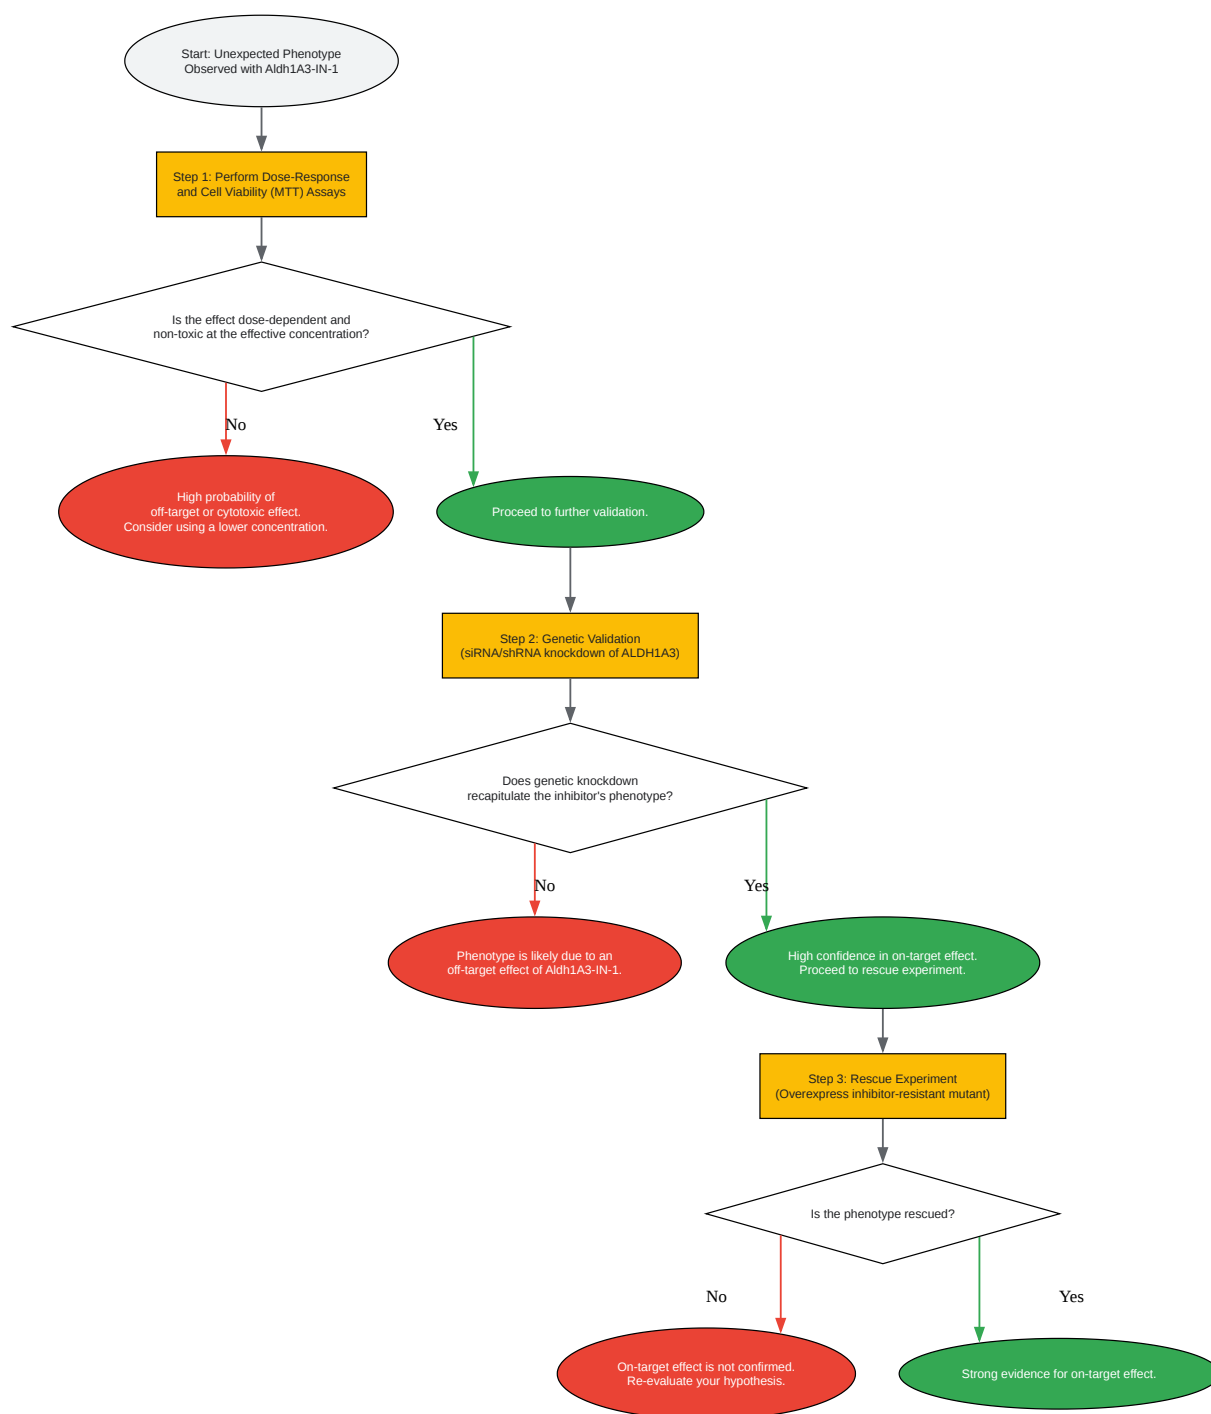 Start: Unexpected Phenotype
Observed with Aldh1A3-IN-1
Step 1: Perform Dose-Response
and Cell Viability (MTT) Assays
Is the effect dose-dependent and
non-toxic at the effective concentration?
No
Yes
High probability of
off-target or cytotoxic effect.
Consider using a lower concentration.
Proceed to further validation.
Step 2: Genetic Validation
(siRNA/shRNA knockdown of ALDH1A3)
Does genetic knockdown
recapitulate the inhibitor's phenotype?
No
Yes
Phenotype is likely due to an
off-target effect of Aldh1A3-IN-1.
High confidence in on-target effect.
Proceed to rescue experiment.
Step 3: Rescue Experiment
(Overexpress inhibitor-resistant mutant)
Is the phenotype rescued?
No
Yes
On-target effect is not confirmed.
Re-evaluate your hypothesis.
Strong evidence for on-target effect.